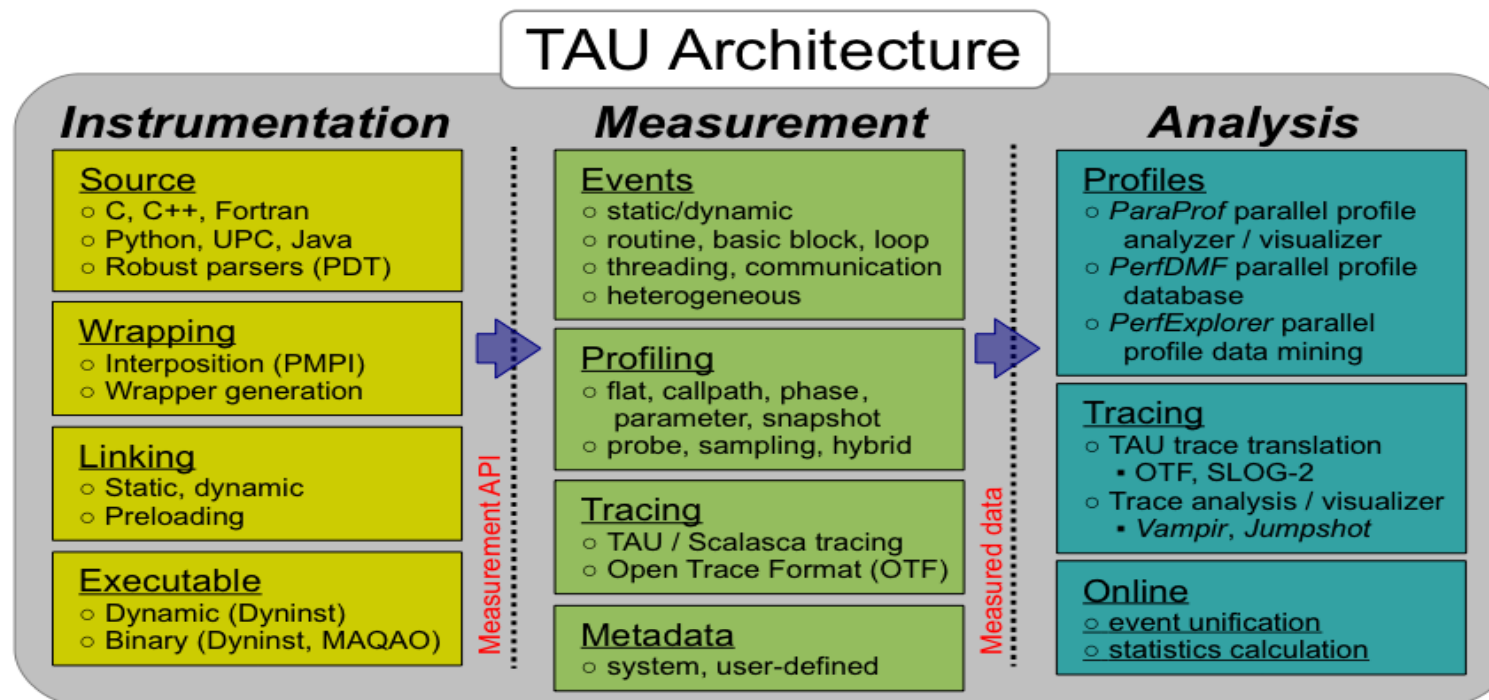 TAU Architecture
Instrumentation
Source
○ C, C++, Fortran
○ Python, UPC, Java
○ Robust parsers (PDT)
Wrapping
○ Interposition (PMPI)
○ Wrapper generation
Linking
○ Static, dynamic
○ Preloading
Executable
○ Dynamic (Dyninst)
○ Binary (Dyninst, MAQAO)
Measurement API
Measurement
Events
○ static/dynamic
○ routine, basic block, loop
○ threading, communication
○ heterogeneous
Profiling
○ flat, callpath, phase,
parameter, snapshot
○ probe, sampling, hybrid
Tracing
○ TAU / Scalasca tracing
○ Open Trace Format (OTF)
Metadata
○ system, user-defined
Measured data
Analysis
Profiles
○ ParaProf parallel profile
analyzer / visualizer
○ PerfDMF parallel profile
database
○ PerfExplorer parallel
profile data mining
Tracing
○ TAU trace translation
▪ OTF, SLOG-2
○ Trace analysis / visualizer
▪ Vampir, Jumpshot
Online
○ event unification
○ statistics calculation